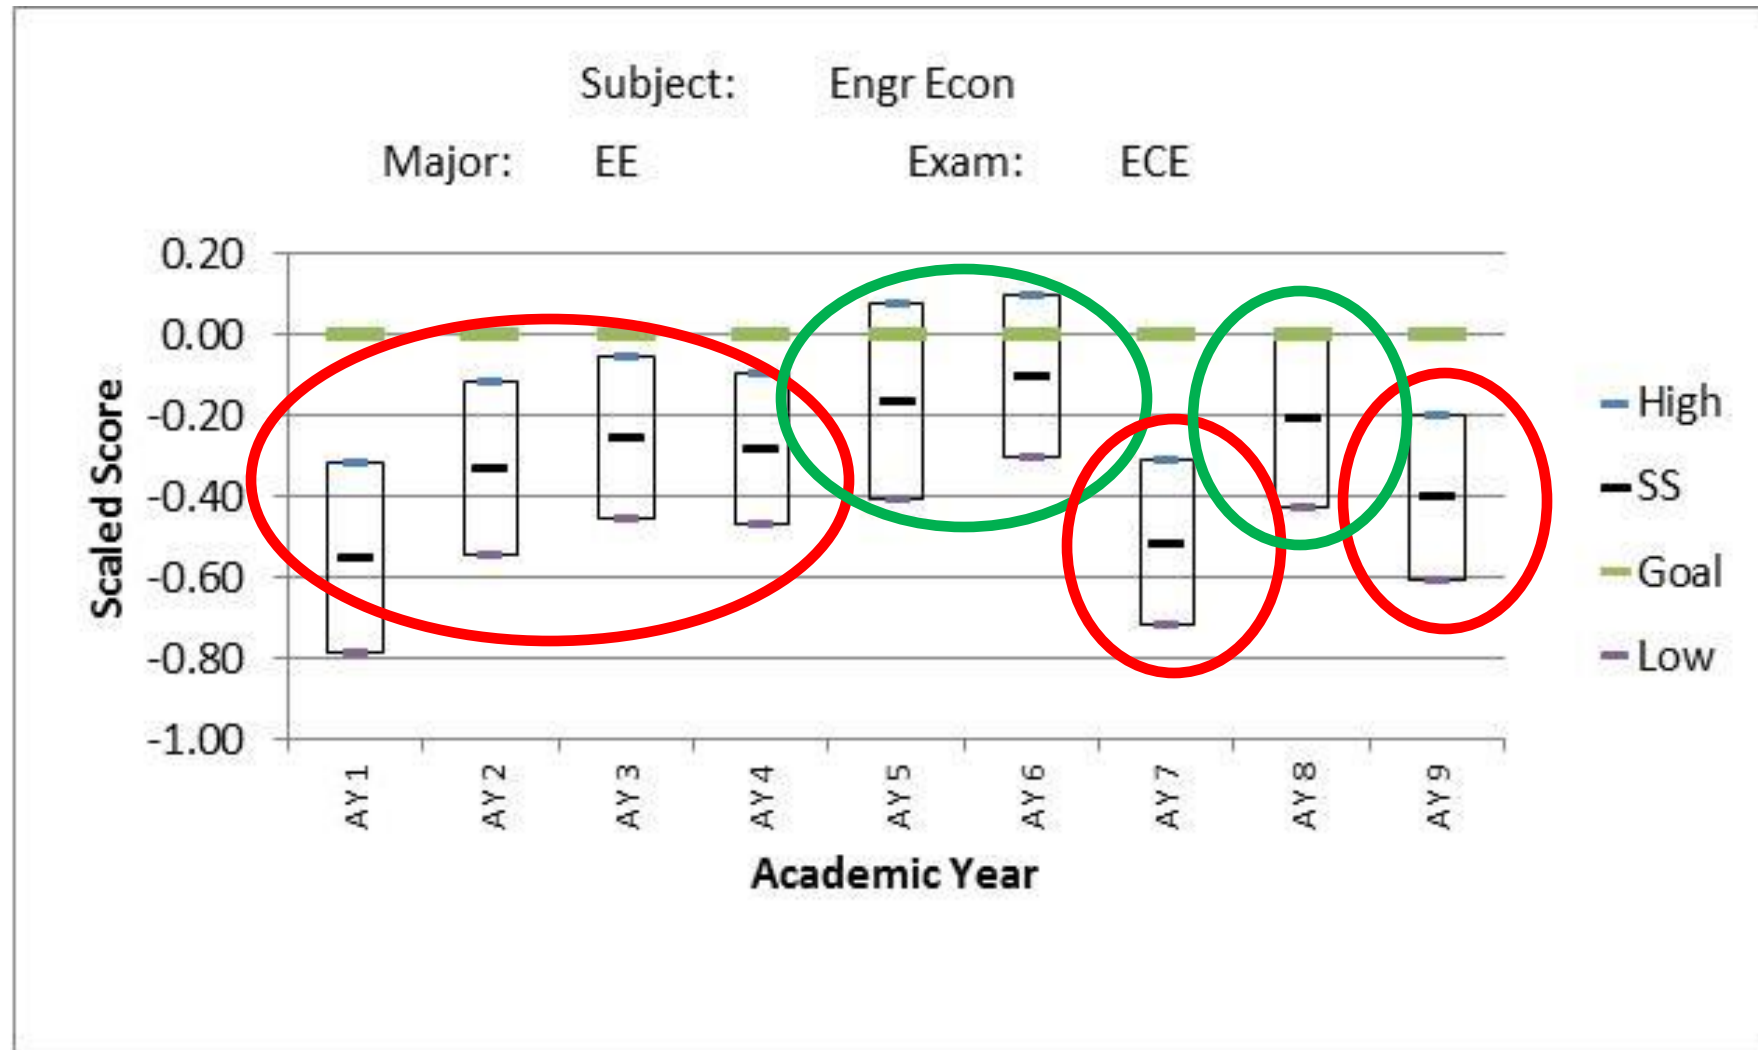 Subject: Engr Econ
Major: EE Exam: ECE
0.20
0.00
-0.20
-0.40
-0.60
-0.80
-1.00
Scaled Score
High
SS
Goal
Low
AY 1
AY 2
AY 3
AY 4
AY 5
AY 6
AY 7
AY 8
AY 9
Academic Year